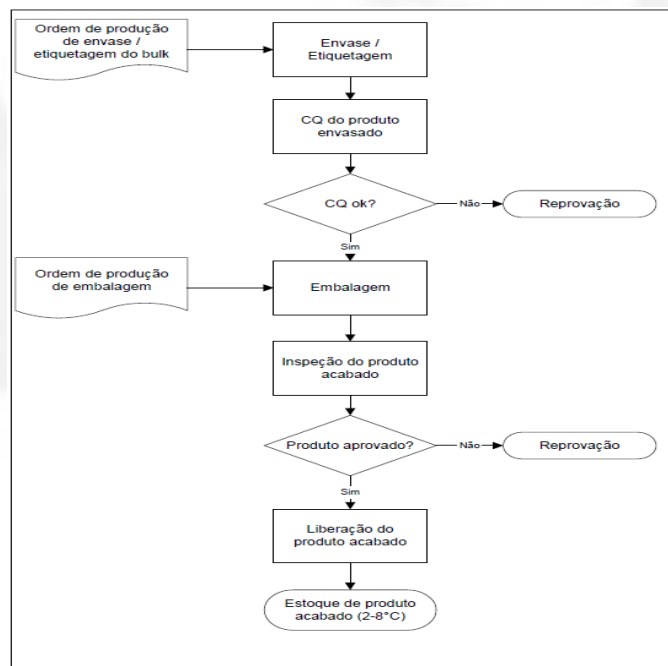 Ordem de produção
de envase /
etiquetagem do bulk
Envase /
Etiquetagem
CQ do produto
envasado
CQ ok?
Não
Reprovação
Sim
Ordem de produção
de embalagem
Embalagem
Inspeção do produto
acabado
Produto aprovado?
Não
Reprovação
Sim
Liberação do
produto acabado
Estoque de produto
acabado (2-8°C)